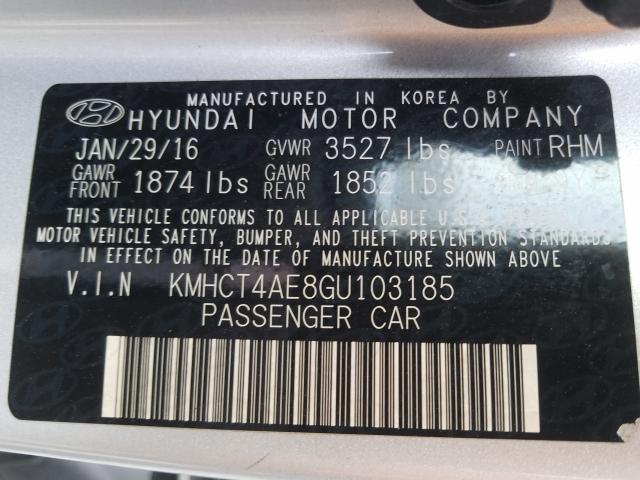 MANUFACTURED IN KOREA BY
HYUNDAI MOTOR COMPANY
JAN/29/16 GVWR 3527 lbs PAINT RHM
GAWR FRONT 1874 lbs GAWR REAR 1852 lbs
THIS VEHICLE CONFORMS TO ALL APPLICABLE U.S.
MOTOR VEHICLE SAFETY, BUMPER, AND THEFT PREVENTION STANDARDS
IN EFFECT ON THE DATE OF MANUFACTURE SHOWN ABOVE.
V.I.N KMHCT4AE8GU103185
PASSENGER CAR